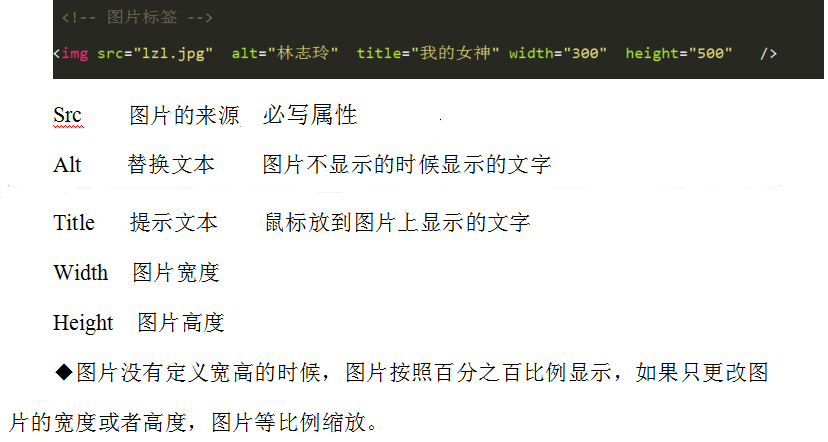 <!-- 图片标签 -->
<img src="lzl.jpg" alt="林志玲" title="我的女神" width="300" height="500" />
Src 图片的来源 必写属性
Alt 替换文本 图片不显示的时候显示的文字
Title 提示文本 鼠标放到图片上显示的文字
Width 图片宽度
Height 图片高度
◆图片没有定义宽高的时候，图片按照百分之百比例显示，如果只更改图
片的宽度或者高度，图片等比例缩放。